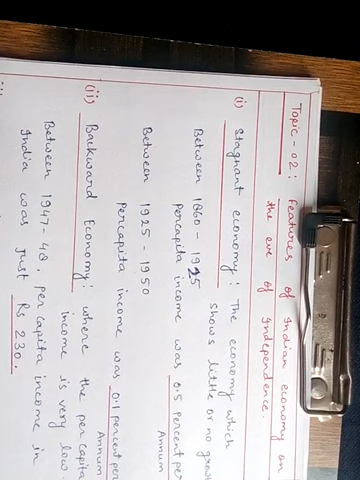 Topic - 02 : Features of Indian economy on
the eve of Independence.
(i) Stagnant economy : The economy which
shows little or no grow
Between 1860 - 1925
Percapita income was 0.5 percent per
Annum
Between 1925 - 1950
Percapita income was 0.1 percent per
Annum
(ii) Backward Economy : where the percapita
income is very low.
Between 1947-48, per capita income in
India was just Rs 230.